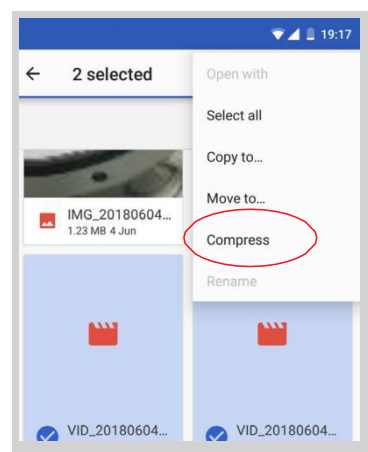 19:17
2 selected
Open with
Select all
Copy to...
Move to...
Compress
Rename
IMG_20180604...
1.23 MB 4 Jun
VID_20180604...
VID_20180604...